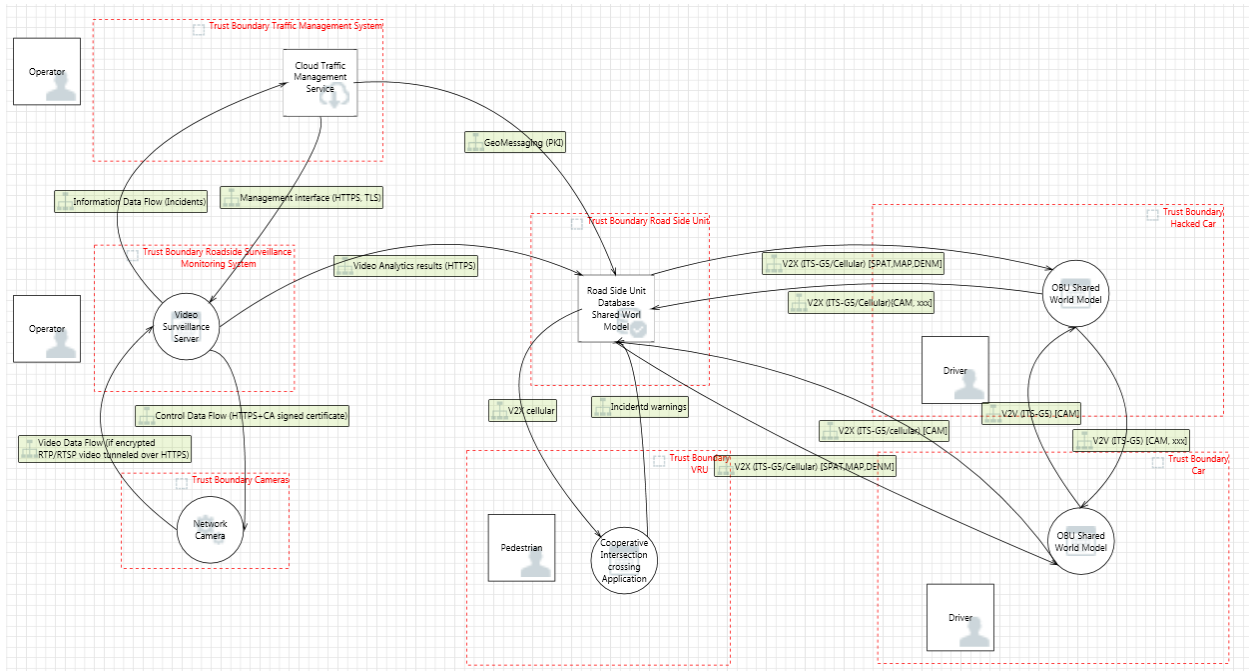 Trust Boundary Traffic Management System
Operator
Cloud Traffic
Management
Service
GeoMessaging (PKI)
Information Data Flow (Incidents)
Management interface (HTTPS, TLS)
Trust Boundary
Hacked Car
Trust Boundary Road Side Unit
Trust Boundary Roadside Surveillance
Monitoring System
Video Analytics results (HTTPS)
V2X (ITS-G5/Cellular) [SPAT,MAP,DENM]
OBU Shared
World Model
V2X (ITS-G5/Cellular)[CAM, xxx]
Road Side Unit
Database
Shared Worl
Model
Operator
Video
Surveillance
Server
Driver
V2X cellular
Incidentd warnings
V2V (ITS-G5) [CAM]
Control Data Flow (HTTPS+CA signed certificate)
V2X (ITS-G5/cellular) [CAM]
V2V (ITS-G5) [CAM, xxx]
Video Data Flow (if encrypted
RTP/RTSP video tunneled over HTTPS)
Trust Boundary
VRU
V2X (ITS-G5/Cellular) [SPAT,MAP,DENM]
Trust Boundary
Car
Trust Boundary Cameras
Network
Camera
Pedestrian
Cooperative
Intersection
crossing
Application
OBU Shared
World Model
Driver